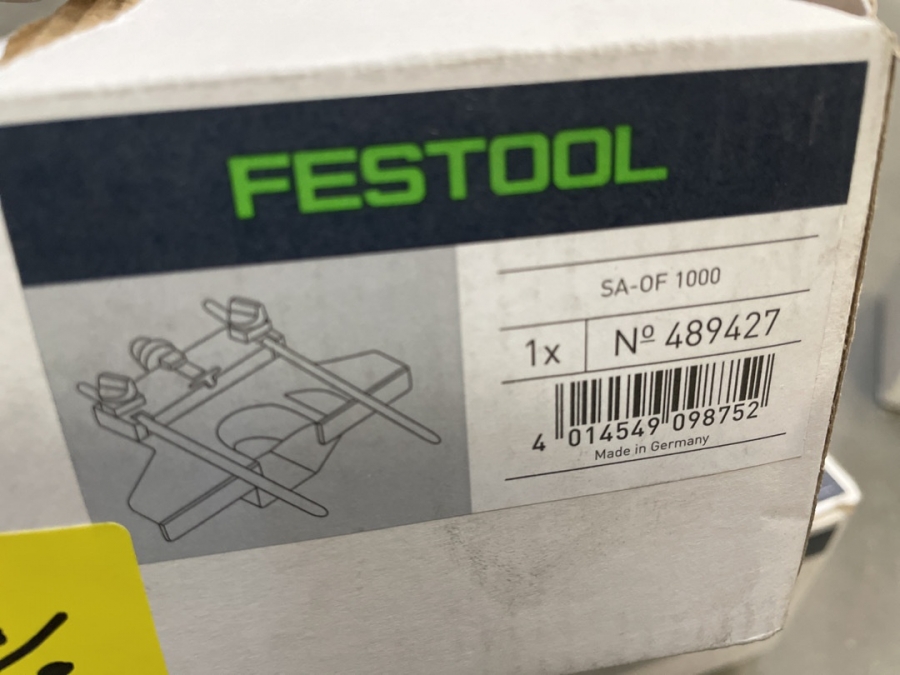 FESTOOL
SA-OF 1000
1x
Nº 489427
4 014549 098752
Made in Germany